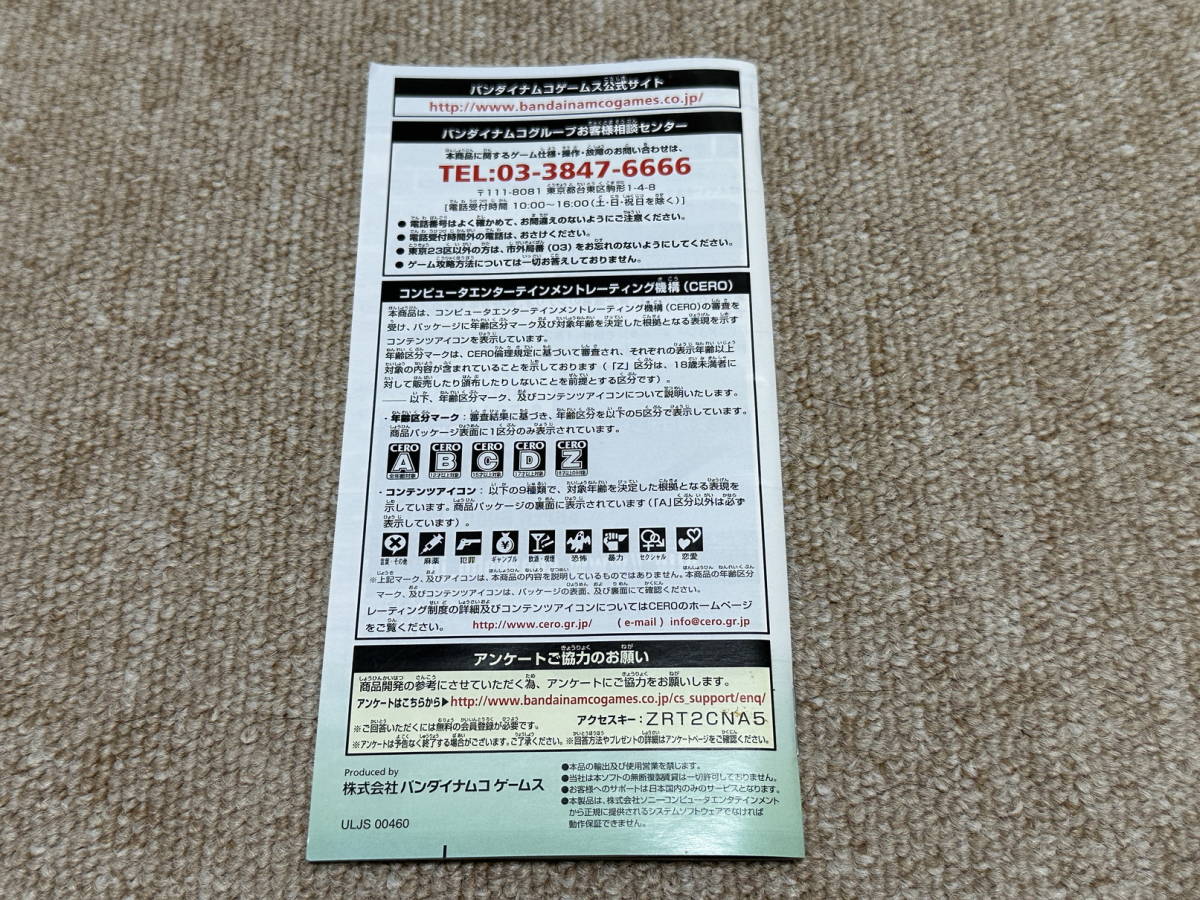 バンダイナムコゲームス公式サイト
http://www.bandainamcogames.co.jp/
バンダイナムコグループお客様相談センター
本商品に関するゲーム仕様・操作・故障のお問い合わせは、
TEL:03-3847-6666
〒111-8081 東京都台東区駒形1-4-8
[電話受付時間 10:00〜16:00(土・日・祝日を除く)]
●電話番号はよく確かめて、お間違えのないようにご注意ください。
●電話受付時間外の電話は、おさけください。
●東京23区以外の方は、市外局番(03)をお忘れのないようにしてください。
●ゲーム攻略方法については一切お答えしておりません。
コンピュータエンターテインメントレーティング機構(CERO)
本商品は、コンピュータエンターテインメントレーティング機構(CERO)の審査を
受け、パッケージに年齢区分マーク及び対象年齢を決定した根拠となる表現を示す
コンテンツアイコンを表示しています。
年齢区分マークは、CERO倫理規定に基づいて審査され、それぞれの表示年齢以上
対象の内容が含まれていることを示しております(「Z」区分は、18歳未満者に
対して販売したり頒布したりしないことを前提とする区分です)。
以下、年齢区分マーク、及びコンテンツアイコンについて説明いたします。
・年齢区分マーク:審査結果に基づき、年齢区分を以下の5区分で表示しています。
商品パッケージ表面に1区分のみ表示されています。
CERO A 全年齢対象 CERO B 12才以上対象 CERO C 15才以上対象 CERO D 17才以上対象 CERO Z 18才以上のみ対象
・コンテンツアイコン:以下の9種類で、対象年齢を決定した根拠となる表現を
示しています。商品パッケージの裏面に表示されています(「A」区分以外は必ず
表示しています)。
言葉・その他 麻薬 犯罪 ギャンブル 飲酒・喫煙 恐怖 暴力 セクシャル 恋愛
※上記マーク、及びアイコンは、本商品の内容を説明しているものではありません。本商品の年齢区分
マーク、及びコンテンツアイコンは、パッケージの表面、及び裏面にて確認ください。
レーティング制度の詳細及びコンテンツアイコンについてはCEROのホームページ
をご覧ください。 http://www.cero.gr.jp/ (e-mail) info@cero.gr.jp
アンケートご協力のお願い
商品開発の参考にさせていただく為、アンケートにご協力をお願いします。
アンケートはこちらから▶http://www.bandainamcogames.co.jp/cs_support/enq/
※ご回答いただくには無料の会員登録が必要です。 アクセスキー:ZRT2CNA5
※アンケートは予告なく終了する場合がございます。ご了承ください。※回答方法やプレゼントの詳細はアンケートページをご確認ください。
Produced by
株式会社バンダイナムコ ゲームス
ULJS 00460
●本品の輸出及び使用営業を禁じます。
●当社は本ソフトの無断複製賃貸は一切許可しておりません。
●お客様へのサポートは日本国内のみのサービスとなります。
●本製品は、株式会社ソニー・コンピュータエンタテインメント
から正規に提供されるシステムソフトウェアでなければ
動作保証できません。